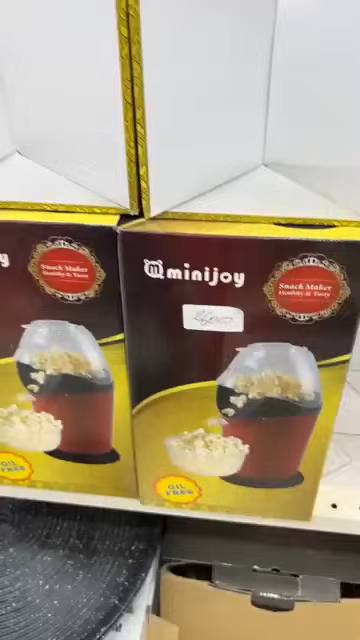 y
Snack Maker
Healthy & Tasty
OIL
FREE
minijoy
Snack Maker
Healthy & Tasty
OIL
FREE